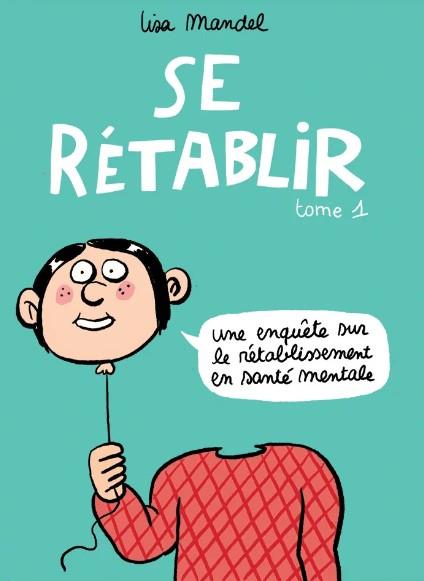 Lisa Mandel
SE
RÉTABLIR
tome 1
une enquête sur
le rétablissement
en santé mentale